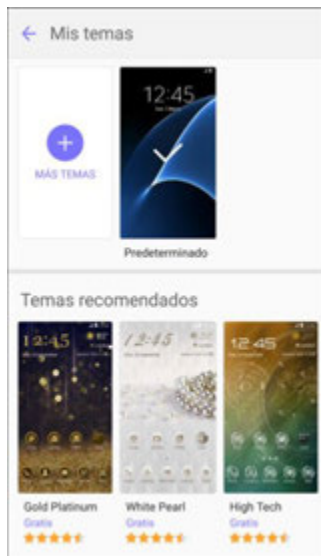 Mis temas
12:45
MÁS TEMAS
Predeterminado
Temas recomendados
12:45
12:45
12 45
Gold Platinum
White Pearl
High Tech
Gratis
Gratis
Gratis